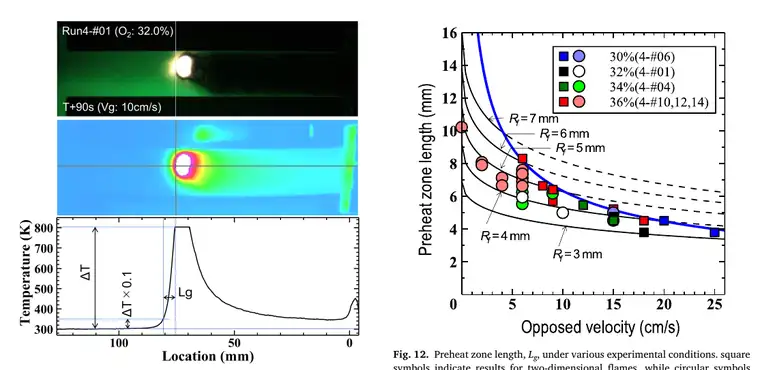 Run4-#01 (O2: 32.0%)
T+90s (Vg: 10cm/s)
Temperature (K)
800
700
600
500
400
300
ΔT
ΔT × 0.1
Lg
100
50
0
Location (mm)
Preheat zone length (mm)
16
14
12
10
8
6
4
2
0
30%(4-#06)
32%(4-#01)
34%(4-#04)
36%(4-#10,12,14)
Rf = 7 mm
Rf = 6 mm
Rf = 5 mm
Rf = 4 mm
Rf = 3 mm
5
10
15
20
25
Opposed velocity (cm/s)
Fig. 12. Preheat zone length, Lg, under various experimental conditions. square
symbols indicate results for two-dimensional flames, while circular symbols